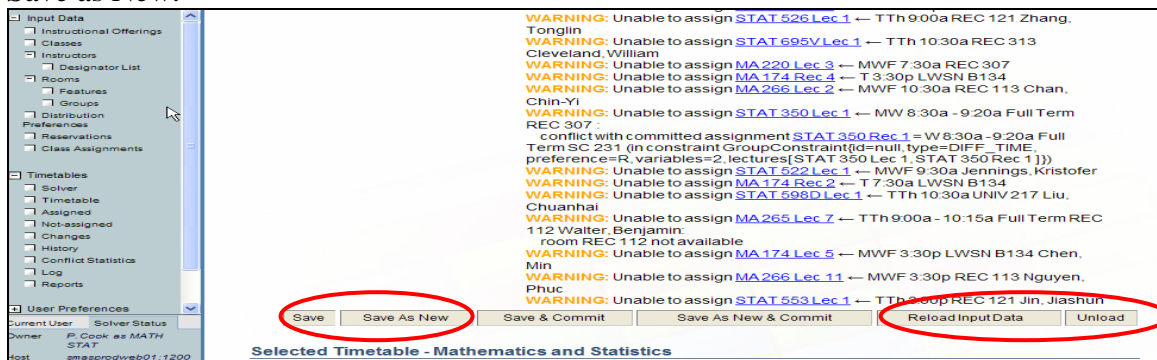 Save as New.
Input Data
Instructional Offerings
Classes
Instructors
Designator List
Rooms
Features
Groups
Distribution
Preferences
Reservations
Class Assignments
Timetables
Solver
Timetable
Assigned
Not-assigned
Changes
History
Conflict Statistics
Log
Reports
User Preferences
Current User Solver Status
Owner P. Cook as MATH
STAT
Host smasprodweb01:1200
WARNING: Unable to assign STAT 526 Lec 1 ← TTh 9:00a REC 121 Zhang,
Tonglin
WARNING: Unable to assign STAT 695V Lec 1 ← TTh 10:30a REC 313
Cleveland, William
WARNING: Unable to assign MA 220 Lec 3 ← MWF 7:30a REC 307
WARNING: Unable to assign MA 174 Rec 4 ← T 3:30p LWSN B134
WARNING: Unable to assign MA 266 Lec 2 ← MWF 10:30a REC 113 Chan,
Chin-Yi
WARNING: Unable to assign STAT 350 Lec 1 ← MW 8:30a - 9:20a Full Term
REC 307 :
conflict with committed assignment STAT 350 Rec 1 = W 8:30a - 9:20a Full
Term SC 231 (in constraint GroupConstraint{id=null, type=DIFF_TIME,
preference=R, variables=2, lectures[STAT 350 Lec 1, STAT 350 Rec 1 ]})
WARNING: Unable to assign STAT 522 Lec 1 ← MWF 9:30a Jennings, Kristofer
WARNING: Unable to assign MA 174 Rec 2 ← T 7:30a LWSN B134
WARNING: Unable to assign STAT 598D Lec 1 ← TTh 10:30a UNIV 217 Liu,
Chuanhai
WARNING: Unable to assign MA 265 Lec 7 ← TTh 9:00a - 10:15a Full Term REC
112 Walter, Benjamin:
room REC 112 not available
WARNING: Unable to assign MA 174 Lec 5 ← MWF 3:30p LWSN B134 Chen,
Min
WARNING: Unable to assign MA 266 Lec 11 ← MWF 3:30p REC 113 Nguyen,
Phuc
WARNING: Unable to assign STAT 553 Lec 1 ← TTh 3:00p REC 121 Jin, Jiashun
Save Save As New Save & Commit Save As New & Commit Reload Input Data Unload
Selected Timetable - Mathematics and Statistics